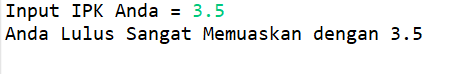 Input IPK Anda = 3.5
Anda Lulus Sangat Memuaskan dengan 3.5